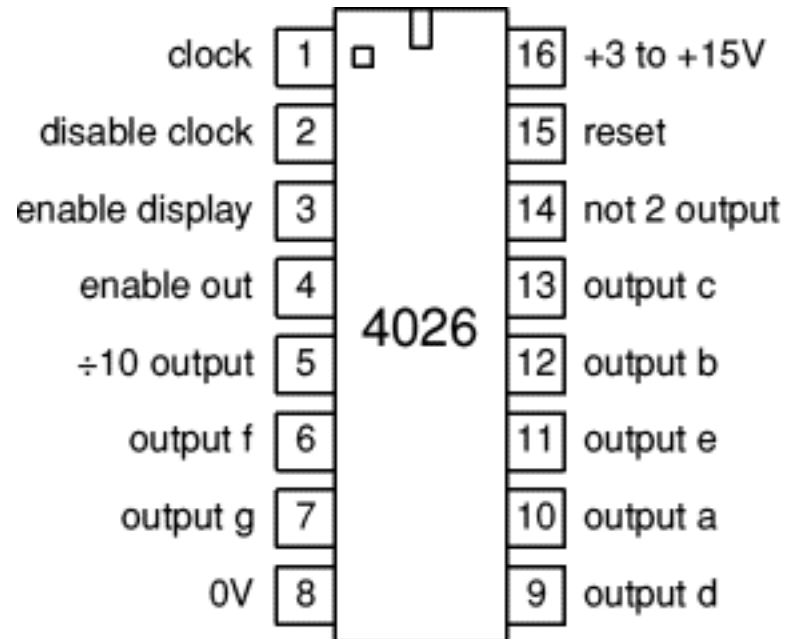 clock 1 16 +3 to +15V
disable clock 2 15 reset
enable display 3 14 not 2 output
enable out 4 13 output c
4026
÷10 output 5 12 output b
output f 6 11 output e
output g 7 10 output a
0V 8 9 output d